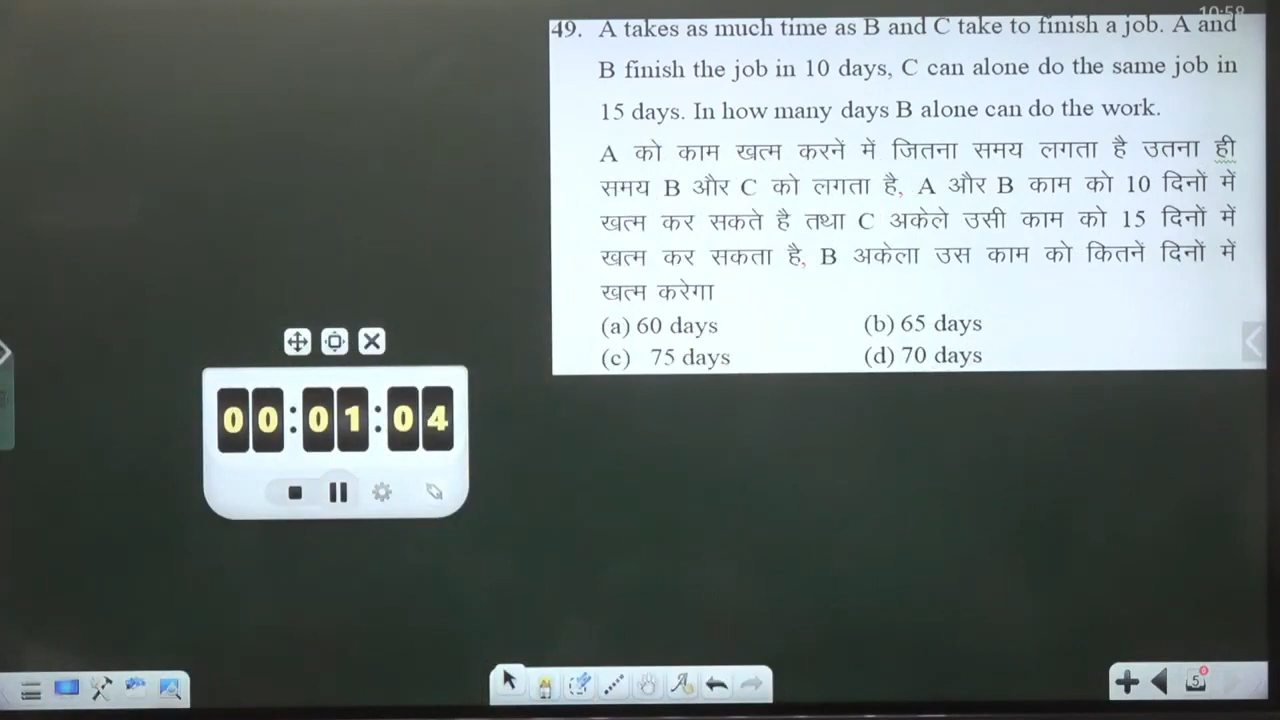 10:58
49. A takes as much time as B and C take to finish a job. A and
B finish the job in 10 days, C can alone do the same job in
15 days. In how many days B alone can do the work.
A को काम खत्म करनें में जितना समय लगता है उतना ही
समय B और C को लगता है, A और B काम को 10 दिनों में
खत्म कर सकते है तथा C अकेले उसी काम को 15 दिनों में
खत्म कर सकता है, B अकेला उस काम को कितनें दिनों में
खत्म करेगा
(a) 60 days (b) 65 days
(c) 75 days (d) 70 days
00:01:04
5